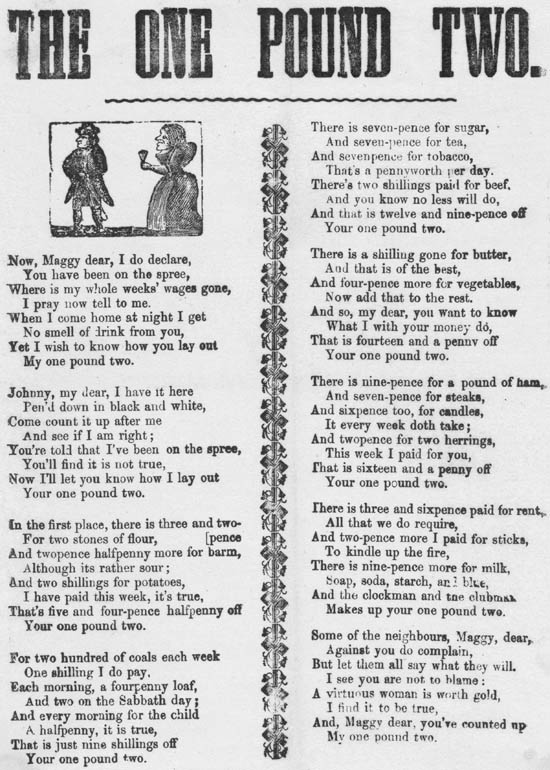 THE ONE POUND TWO.
Now, Maggy dear, I do declare,
You have been on the spree,
Where is my whole weeks' wages gone,
I pray now tell to me.
When I come home at night I get
No smell of drink from you,
Yet I wish to know how you lay out
My one pound two.
Johnny, my dear, I have it here
Pen'd down in black and white,
Come count it up after me
And see if I am right;
You're told that I've been on the spree,
You'll find it is not true,
Now I'll let you know how I lay out
Your one pound two.
In the first place, there is three and two-
For two stones of flour, [pence
And twopence halfpenny more for barm,
Although its rather sour;
And two shillings for potatoes,
I have paid this week, it's true,
That's five and four-pence halfpenny off
Your one pound two.
For two hundred of coals each week
One shilling I do pay,
Each morning, a fourpenny loaf,
And two on the Sabbath day;
And every morning for the child
A halfpenny, it is true,
That is just nine shillings off
Your one pound two.
There is seven-pence for sugar,
And seven-pence for tea,
And sevenpence for tobacco,
That's a pennyworth per day.
There's two shillings paid for beef,
And you know no less will do,
And that is twelve and nine-pence off
Your one pound two.
There is a shilling gone for butter,
And that is of the best,
And four-pence more for vegetables,
Now add that to the rest.
And so, my dear, you want to know
What I with your money do,
That is fourteen and a penny off
Your one pound two.
There is nine-pence for a pound of ham,
And seven-pence for steaks,
And sixpence too, for candles,
It every week doth take;
And twopence for two herrings,
This week I paid for you,
That is sixteen and a penny off
Your one pound two.
There is three and sixpence paid for rent,
All that we do require,
And two-pence more I paid for sticks,
To kindle up the fire,
There is nine-pence more for milk,
Soap, soda, starch, and blue,
And the clockman and the clubman
Makes up your one pound two.
Some of the neighbours, Maggy, dear,
Against you do complain,
But let them all say what they will.
I see you are not to blame:
A virtuous woman is worth gold,
I find it to be true,
And, Maggy dear, you've counted up
My one pound two.